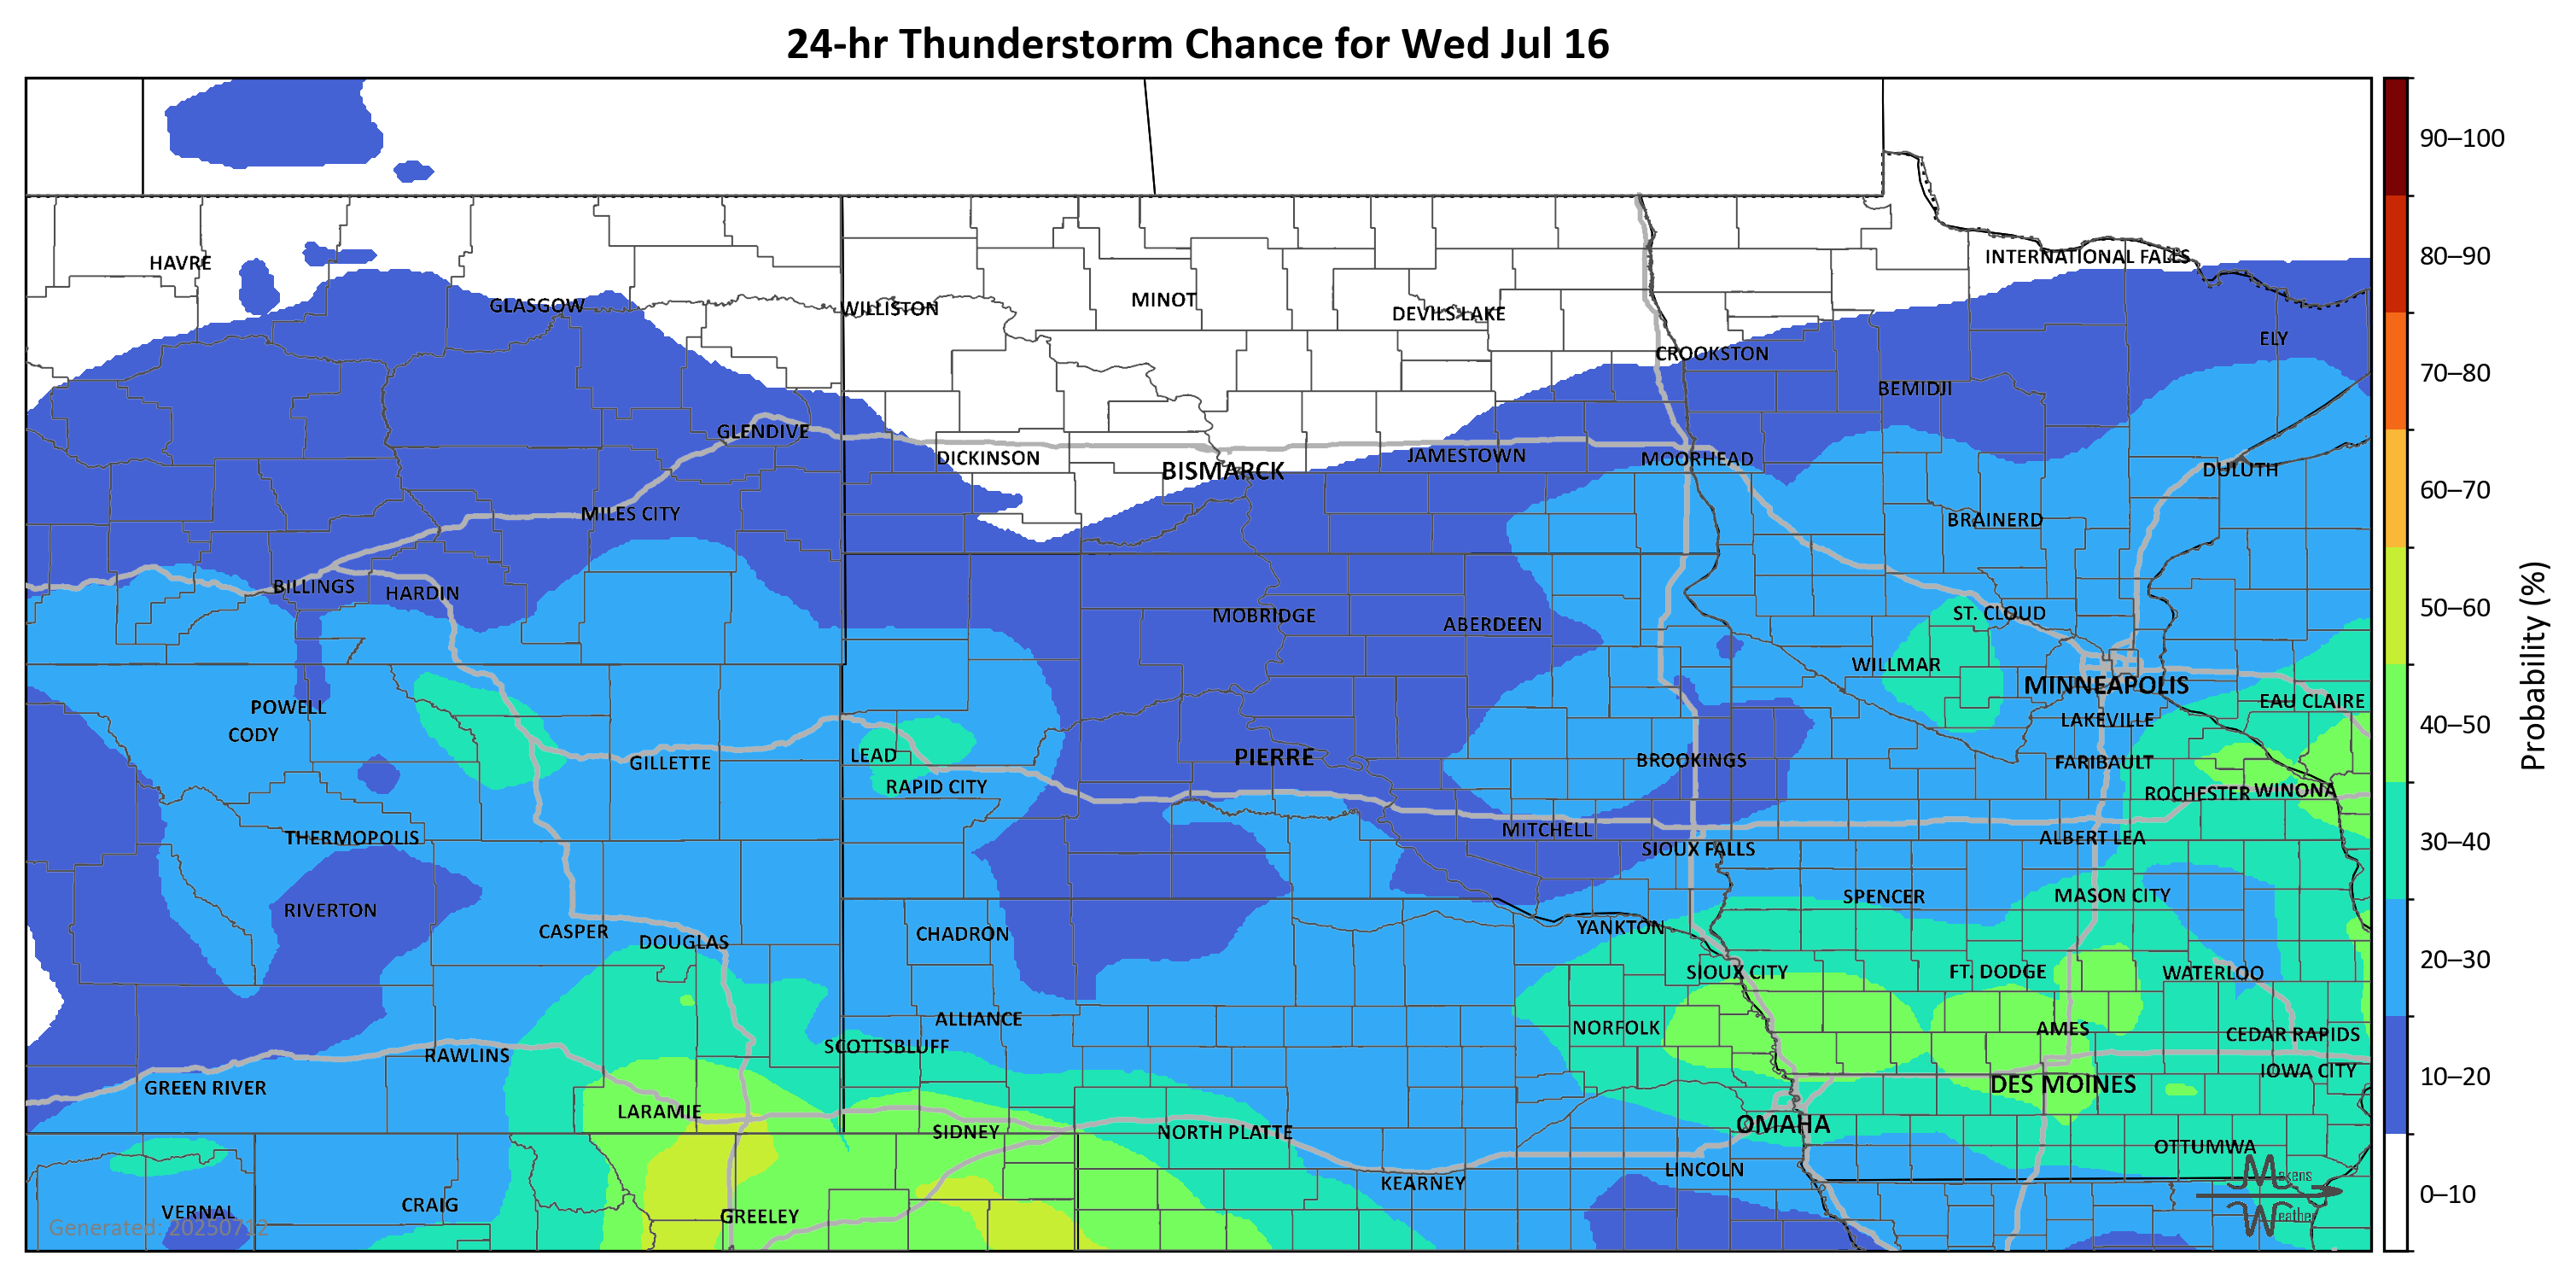 24-hr Thunderstorm Chance for Wed Jul 16
90–100
80–90
70–80
60–70
50–60
40–50
30–40
20–30
10–20
0–10
Probability (%)
HAVRE
INTERNATIONAL FALLS
GLASGOW
WILLISTON
MINOT
DEVILS LAKE
ELY
CROOKSTON
BEMIDJI
GLENDIVE
DICKINSON
BISMARCK
JAMESTOWN
MOORHEAD
DULUTH
MILES CITY
BRAINERD
BILLINGS
HARDIN
MOBRIDGE
ABERDEEN
ST. CLOUD
WILLMAR
MINNEAPOLIS
EAU CLAIRE
POWELL
CODY
LAKEVILLE
LEAD
PIERRE
BROOKINGS
FARIBAULT
GILLETTE
RAPID CITY
ROCHESTER
WINONA
THERMOPOLIS
MITCHELL
SIOUX FALLS
ALBERT LEA
RIVERTON
SPENCER
MASON CITY
CASPER
DOUGLAS
CHADRON
YANKTON
SIOUX CITY
FT. DODGE
WATERLOO
ALLIANCE
NORFOLK
AMES
CEDAR RAPIDS
SCOTTSBLUFF
RAWLINS
IOWA CITY
GREEN RIVER
DES MOINES
LARAMIE
OMAHA
SIDNEY
NORTH PLATTE
OTTUMWA
LINCOLN
KEARNEY
CRAIG
VERNAL
GREELEY
Generated: 20250712
Makens
Weather